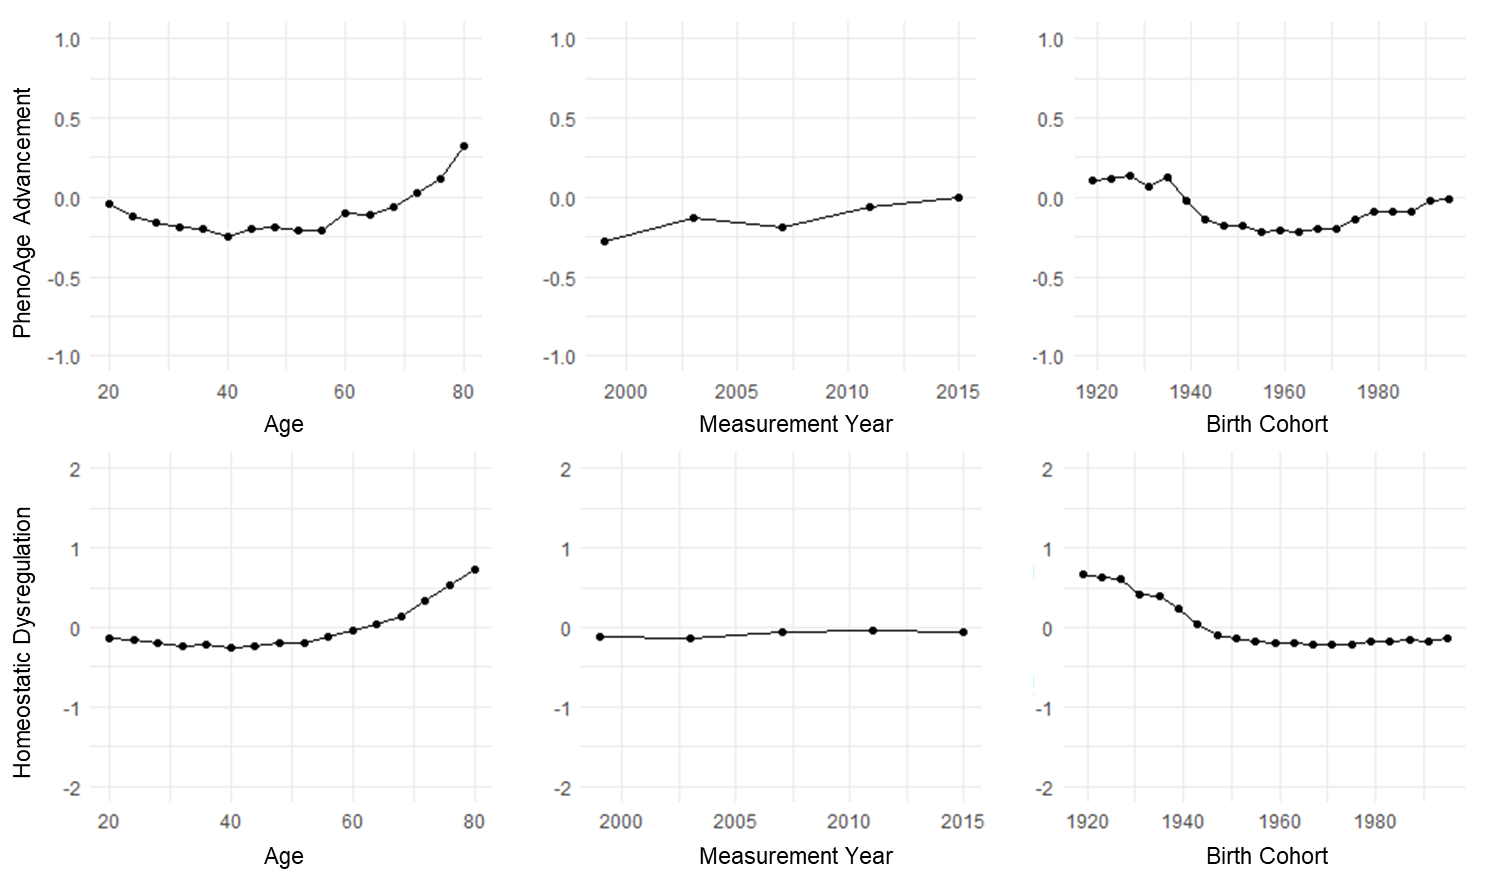 PhenoAge Advancement
1.0
0.5
0.0
-0.5
-1.0
20 40 60 80
Age
1.0
0.5
0.0
-0.5
-1.0
2000 2005 2010 2015
Measurement Year
1.0
0.5
0.0
-0.5
-1.0
1920 1940 1960 1980
Birth Cohort
Homeostatic Dysregulation
2
1
0
-1
-2
20 40 60 80
Age
2
1
0
-1
-2
2000 2005 2010 2015
Measurement Year
2
1
0
-1
-2
1920 1940 1960 1980
Birth Cohort